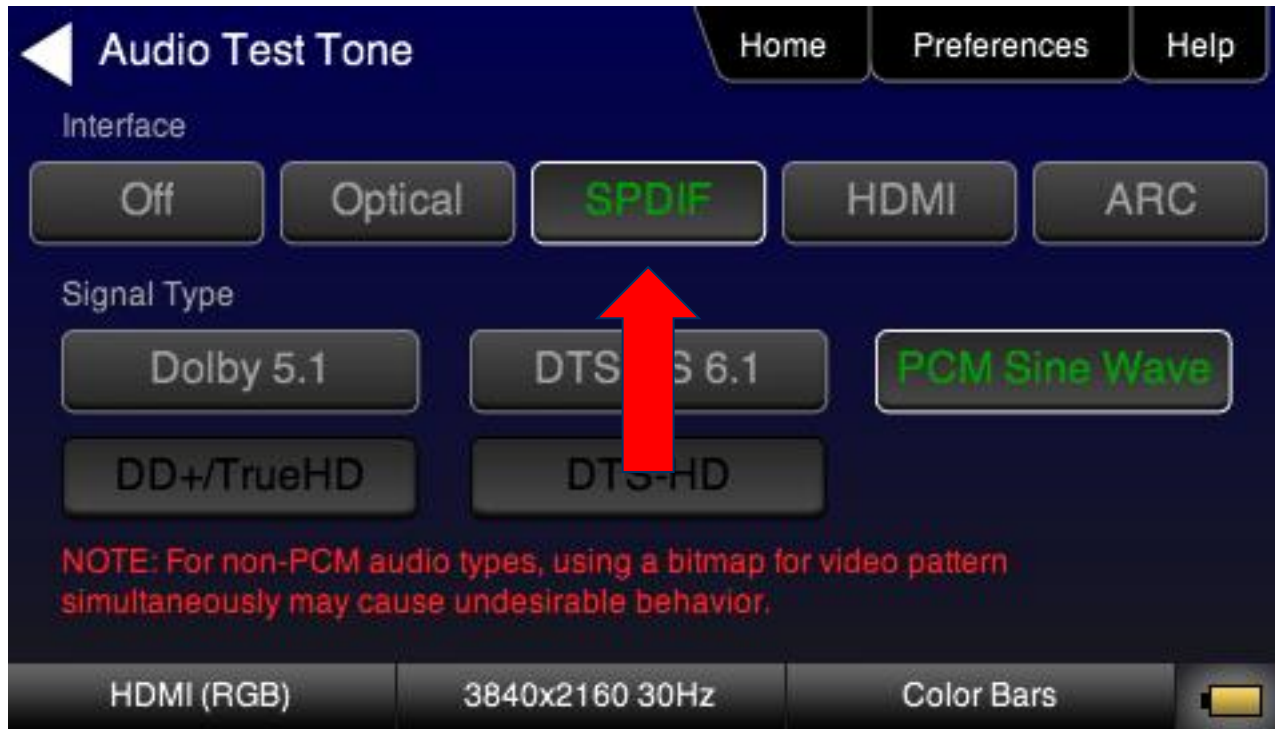 Audio Test Tone
Home Preferences Help
Interface
Off Optical SPDIF HDMI ARC
Signal Type
Dolby 5.1 6.1 PCM Sine Wave
DD+/TrueHD DTS-HD
NOTE: For non-PCM audio types, using a bitmap for video pattern
simultaneously may cause undesirable behavior.
HDMI (RGB) 3840x2160 30Hz Color Bars